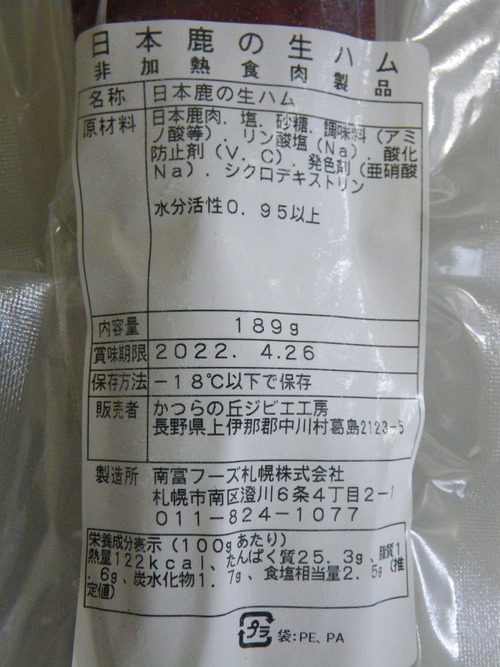 日本鹿の生ハム
非加熱食肉製品
名称 日本鹿の生ハム
原材料 日本鹿肉．塩．砂糖．調味料（アミ
ノ酸等）．リン酸塩（Na）．酸化
防止剤（V．C）．発色剤（亜硝酸
Na）．シクロデキストリン
水分活性0．95以上
内容量 189g
賞味期限 2022．4.26
保存方法 －18℃以下で保存
販売者 かつらの丘ジビエ工房
長野県上伊那郡中川村葛島2123-5
製造所 南富フーズ札幌株式会社
札幌市南区澄川6条4丁目2-1
011-824-1077
栄養成分表示（100gあたり）
熱量122kcal、たんぱく質25．3g、脂質1
．6g、炭水化物1．7g、食塩相当量2．5g（推
定値）
プラ 袋:PE、PA